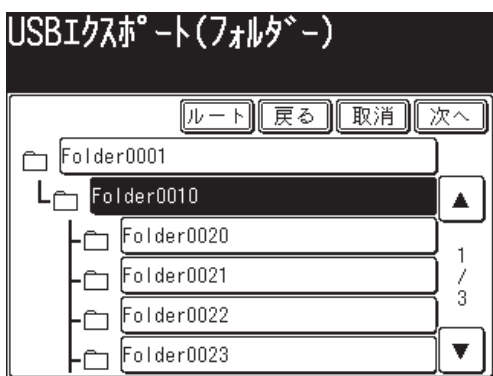 USBｴｸｽﾎﾟｰﾄ(ﾌｫﾙﾀﾞｰ)
ルート 戻る 取消 次へ
Folder0001
Folder0010
▲
Folder0020
Folder0021
1
/
3
Folder0022
Folder0023
▼